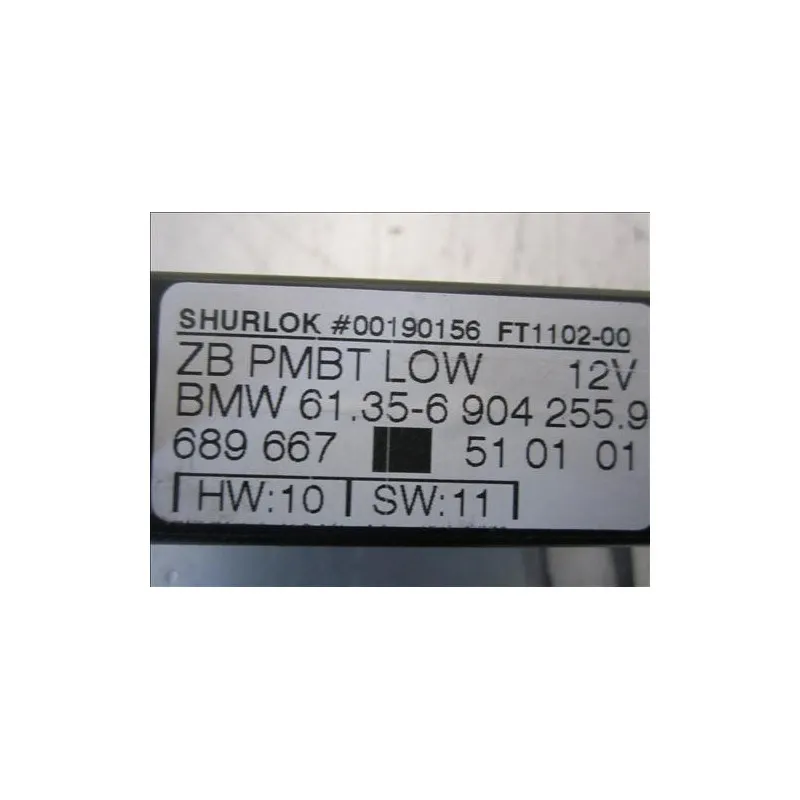 SHURLOK #00190156 FT1102-00
ZB PMBT LOW 12V
BMW 61.35-6 904 255.9
689 667 51 01 01
HW:10 SW:11